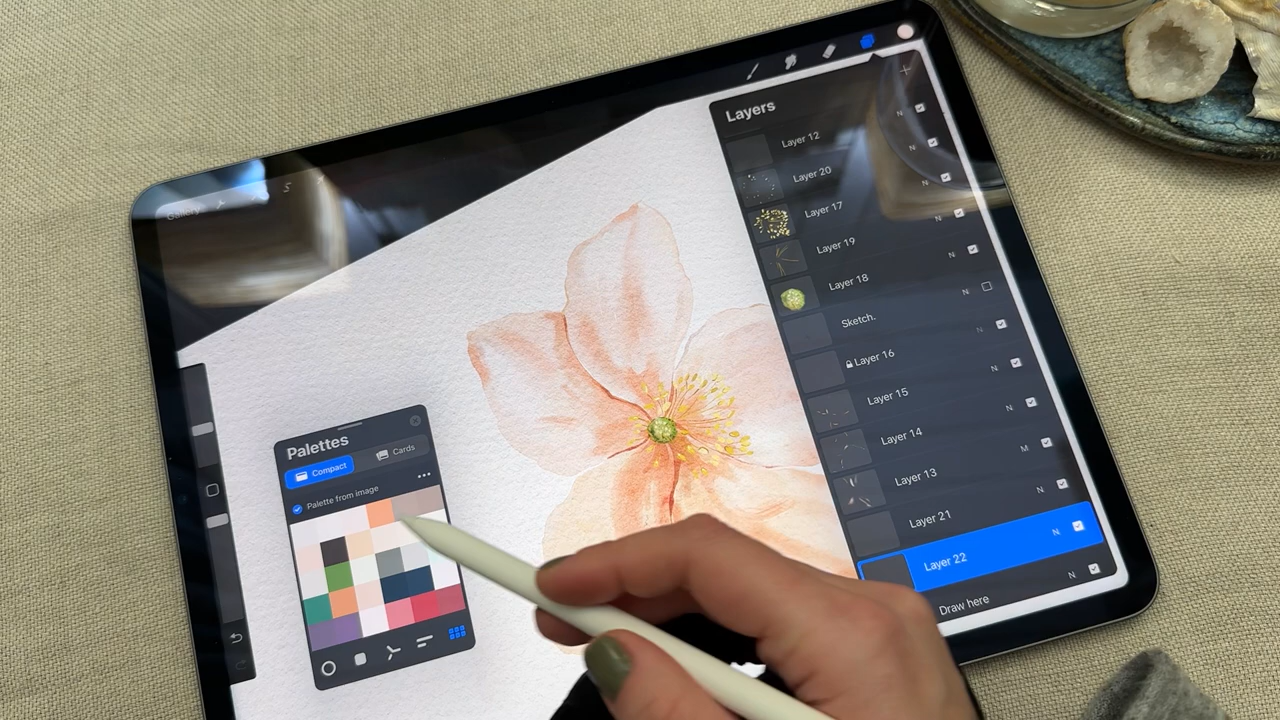 Gallery
Layers
Layer 12
N
Layer 20
N
Layer 17
N
Layer 19
N
Layer 18
N
Sketch.
N
Layer 16
N
Layer 15
N
Layer 14
N
Layer 13
M
Layer 21
N
Layer 22
N
Draw here
N
Palettes
Compact
Cards
Palette from image